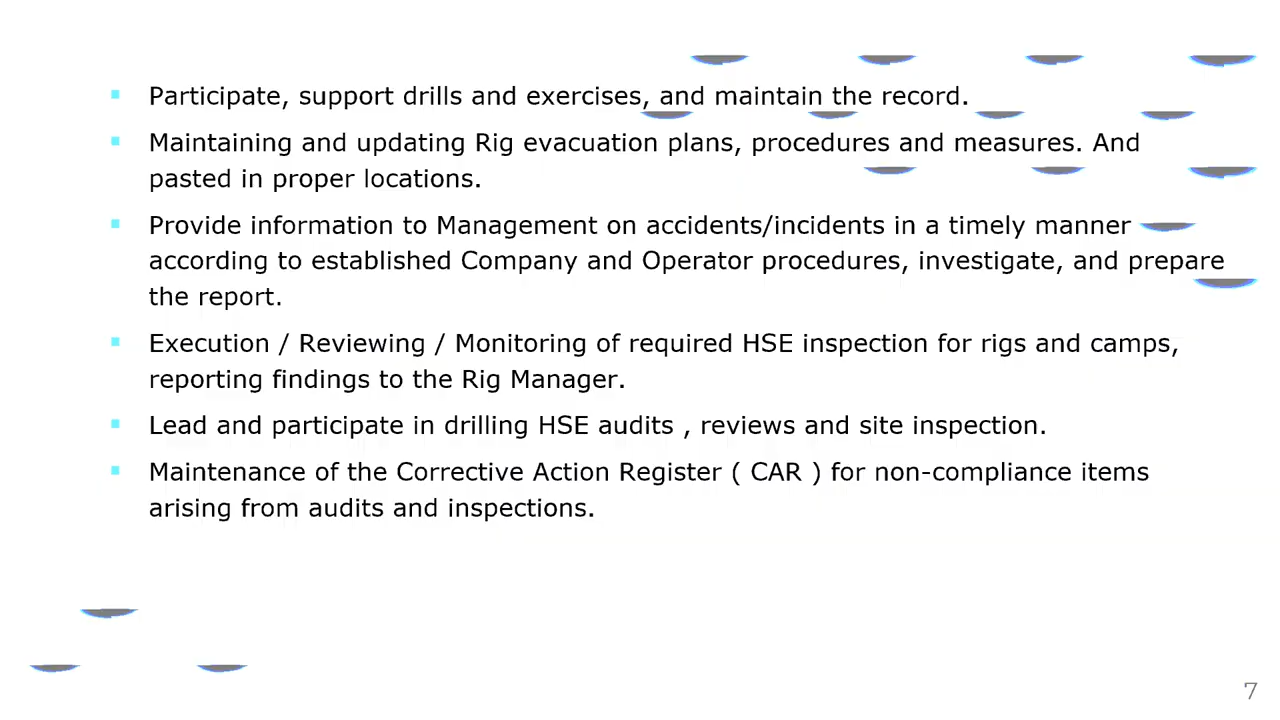 ▪ Participate, support drills and exercises, and maintain the record.
▪ Maintaining and updating Rig evacuation plans, procedures and measures. And
pasted in proper locations.
▪ Provide information to Management on accidents/incidents in a timely manner
according to established Company and Operator procedures, investigate, and prepare
the report.
▪ Execution / Reviewing / Monitoring of required HSE inspection for rigs and camps,
reporting findings to the Rig Manager.
▪ Lead and participate in drilling HSE audits , reviews and site inspection.
▪ Maintenance of the Corrective Action Register ( CAR ) for non-compliance items
arising from audits and inspections.
7